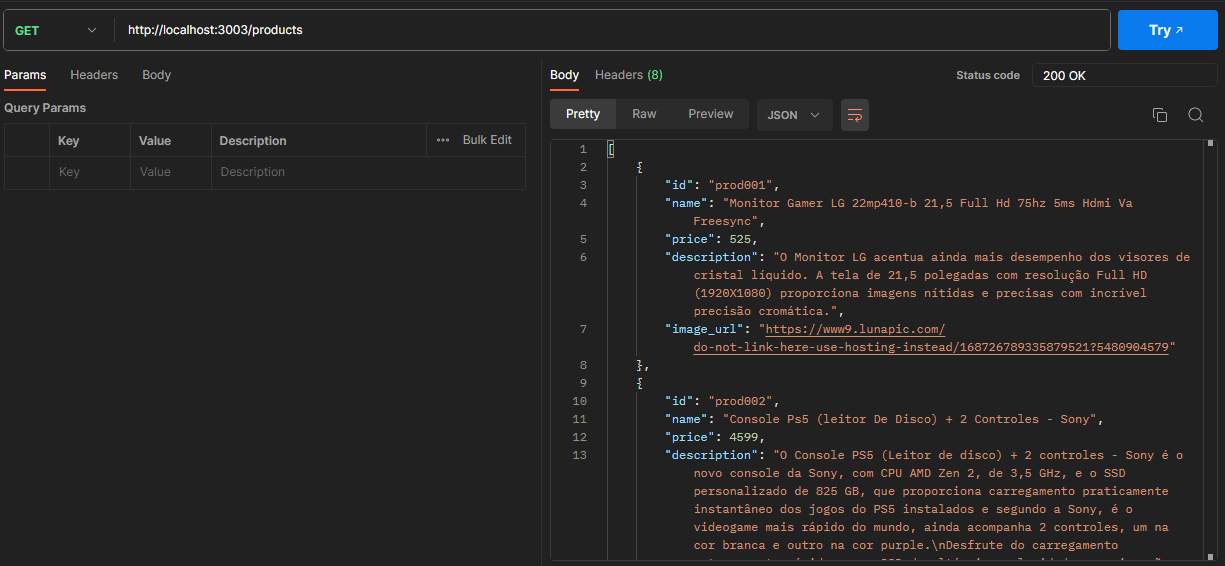 GET http://localhost:3003/products Try ↗
Params Headers Body
Query Params
Key Value Description ••• Bulk Edit
Key Value Description
Body Headers (8) Status code 200 OK
Pretty Raw Preview JSON
1 [
2 {
3 "id": "prod001",
4 "name": "Monitor Gamer LG 22mp410-b 21,5 Full Hd 75hz 5ms Hdmi Va
Freesync",
5 "price": 525,
6 "description": "O Monitor LG acentua ainda mais desempenho dos visores de
cristal líquido. A tela de 21,5 polegadas com resolução Full HD
(1920X1080) proporciona imagens nítidas e precisas com incrível
precisão cromática.",
7 "image_url": "https://www9.lunapic.com/
do-not-link-here-use-hosting-instead/168726789335879521?5480904579"
8 },
9 {
10 "id": "prod002",
11 "name": "Console Ps5 (leitor De Disco) + 2 Controles - Sony",
12 "price": 4599,
13 "description": "O Console PS5 (Leitor de disco) + 2 controles - Sony é o
novo console da Sony, com CPU AMD Zen 2, de 3,5 GHz, e o SSD
personalizado de 825 GB, que proporciona carregamento praticamente
instantâneo dos jogos do PS5 instalados e segundo a Sony, é o
videogame mais rápido do mundo, ainda acompanha 2 controles, um na
cor branca e outro na cor purple.\nDesfrute do carregamento